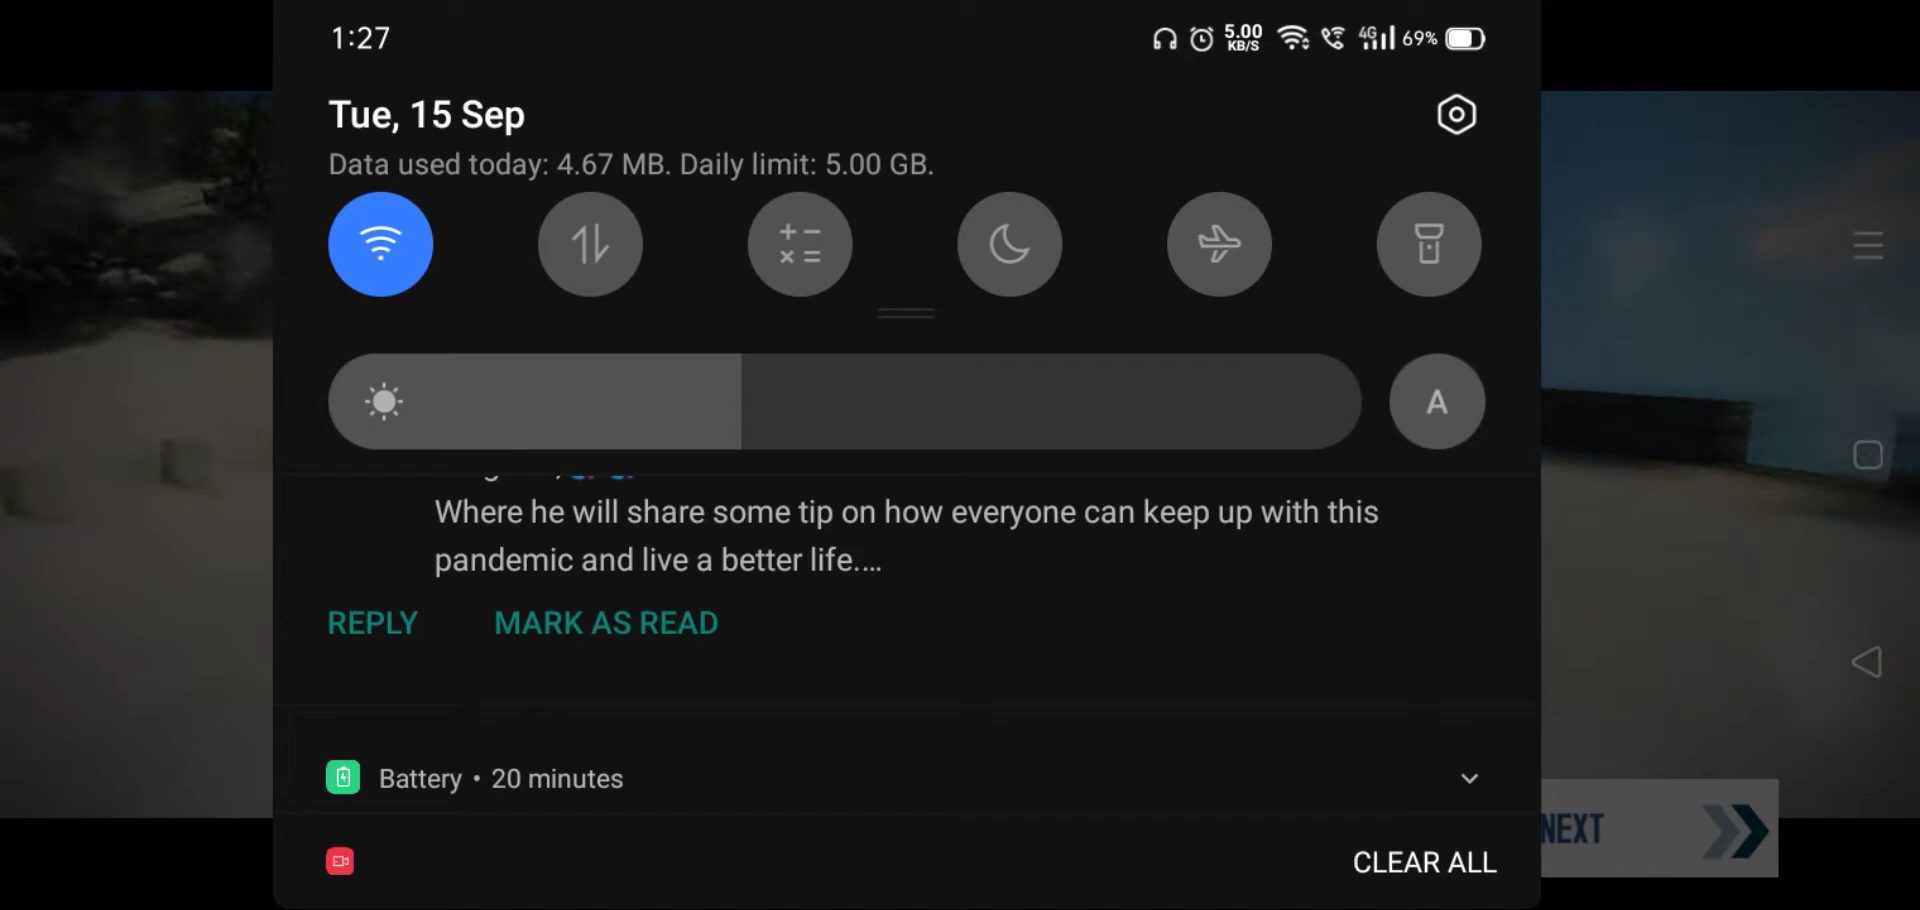 1:27
5.00
KB/S
4G
69%
Tue, 15 Sep
Data used today: 4.67 MB. Daily limit: 5.00 GB.
A
Where he will share some tip on how everyone can keep up with this
pandemic and live a better life....
REPLY
MARK AS READ
Battery • 20 minutes
NEXT
CLEAR ALL